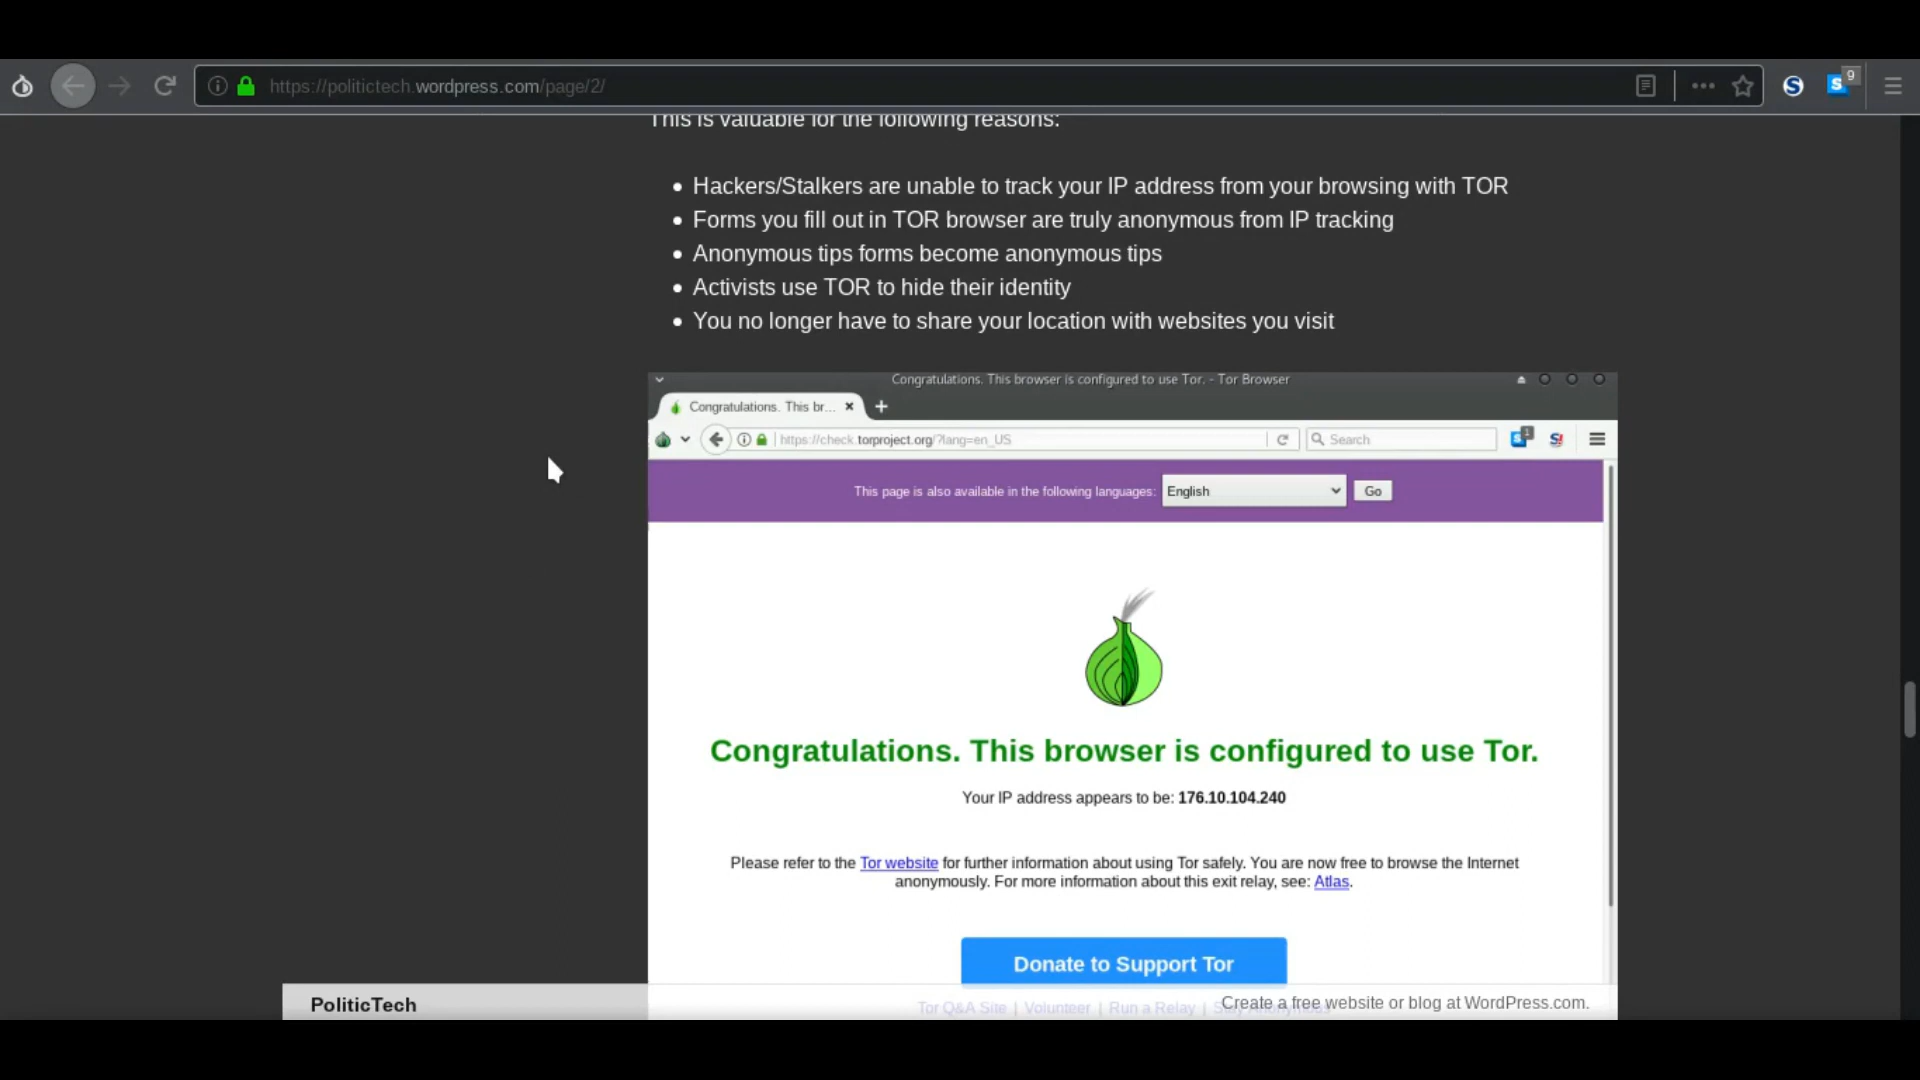 https://politictech.wordpress.com/page/2/
9
This is valuable for the following reasons:
Hackers/Stalkers are unable to track your IP address from your browsing with TOR
Forms you fill out in TOR browser are truly anonymous from IP tracking
Anonymous tips forms become anonymous tips
Activists use TOR to hide their identity
You no longer have to share your location with websites you visit
Congratulations. This browser is configured to use Tor. - Tor Browser
Congratulations. This br...
https://check.torproject.org/?lang=en_US
Search
1
This page is also available in the following languages: English Go
Congratulations. This browser is configured to use Tor.
Your IP address appears to be: 176.10.104.240
Please refer to the Tor website for further information about using Tor safely. You are now free to browse the Internet
anonymously. For more information about this exit relay, see: Atlas.
Donate to Support Tor
PoliticTech
Tor Q&A Site | Volunteer | Run a Relay |
Create a free website or blog at WordPress.com.